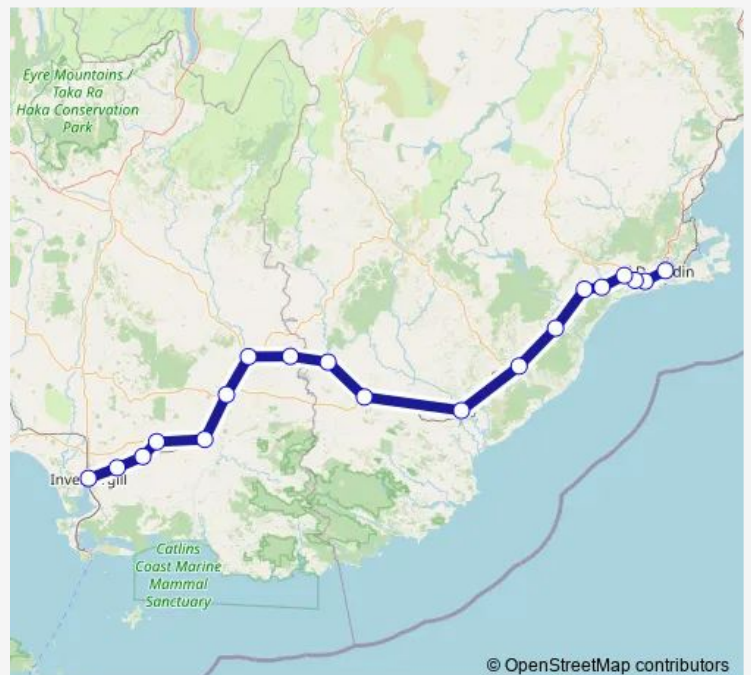 Eyre Mountains /
Taka Ra
Haka Conservation
Park
Catlins
Coast Marine
Mammal
Sanctuary
© OpenStreetMap contributors